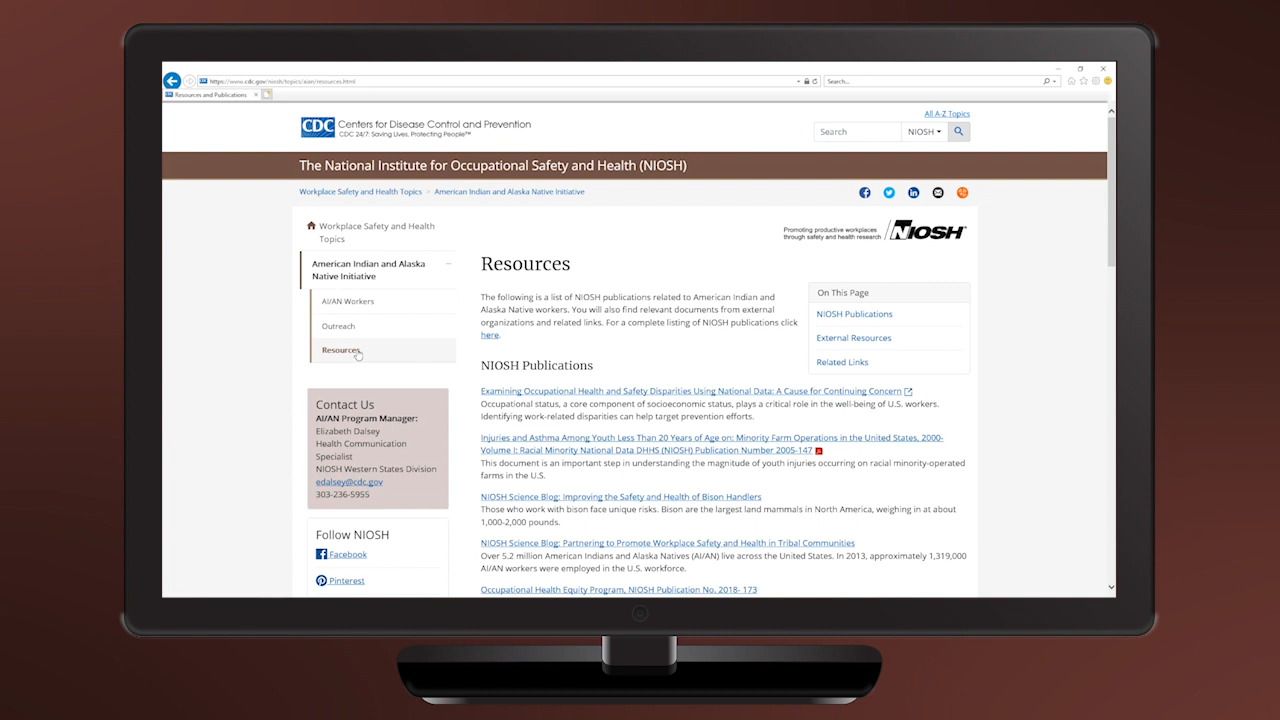 https://www.cdc.gov/niosh/topics/aian/resources.html
Search...
Resources and Publications
All A-Z Topics
CDC
Centers for Disease Control and Prevention
CDC 24/7: Saving Lives, Protecting People™
Search
NIOSH
The National Institute for Occupational Safety and Health (NIOSH)
Workplace Safety and Health Topics > American Indian and Alaska Native Initiative
Workplace Safety and Health
Topics
American Indian and Alaska
Native Initiative
AI/AN Workers
Outreach
Resources
Contact Us
AI/AN Program Manager:
Elizabeth Dalsey
Health Communication
Specialist
NIOSH Western States Division
edalsey@cdc.gov
303-236-5955
Follow NIOSH
Facebook
Pinterest
Promoting productive workplaces
through safety and health research
NIOSH
Resources
The following is a list of NIOSH publications related to American Indian and
Alaska Native workers. You will also find relevant documents from external
organizations and related links. For a complete listing of NIOSH publications click
here.
On This Page
NIOSH Publications
External Resources
Related Links
NIOSH Publications
Examining Occupational Health and Safety Disparities Using National Data: A Cause for Continuing Concern
Occupational status, a core component of socioeconomic status, plays a critical role in the well-being of U.S. workers.
Identifying work-related disparities can help target prevention efforts.
Injuries and Asthma Among Youth Less Than 20 Years of Age on: Minority Farm Operations in the United States, 2000-
Volume I: Racial Minority National Data DHHS (NIOSH) Publication Number 2005-147
This document is an important step in understanding the magnitude of youth injuries occurring on racial minority-operated
farms in the U.S.
NIOSH Science Blog: Improving the Safety and Health of Bison Handlers
Those who work with bison face unique risks. Bison are the largest land mammals in North America, weighing in at about
1,000-2,000 pounds.
NIOSH Science Blog: Partnering to Promote Workplace Safety and Health in Tribal Communities
Over 5.2 million American Indians and Alaska Natives (AI/AN) live across the United States. In 2013, approximately 1,319,000
AI/AN workers were employed in the U.S. workforce.
Occupational Health Equity Program, NIOSH Publication No. 2018- 173